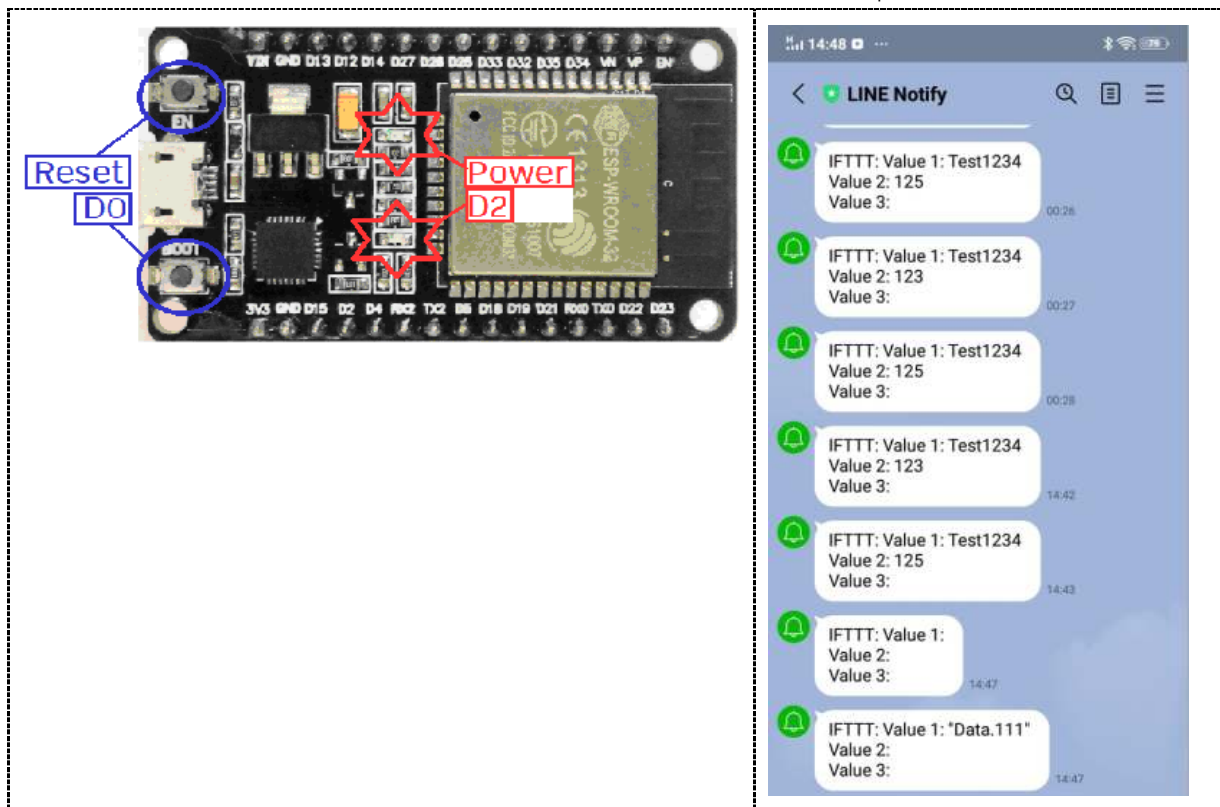 VIN GND D13 D12 D14 D27 D26 D25 D33 D32 D35 D34 VN VP EN
EN
Reset
Power
D0
D2
BOOT
ESP-WROOM-32
3V3 GND D15 D2 D4 RX2 TX2 D5 D18 D19 D21 RX0 TX0 D22 D23
14:48
LINE Notify
IFTTT: Value 1: Test1234
Value 2: 125
Value 3:
00:26
IFTTT: Value 1: Test1234
Value 2: 123
Value 3:
00:27
IFTTT: Value 1: Test1234
Value 2: 125
Value 3:
00:28
IFTTT: Value 1: Test1234
Value 2: 123
Value 3:
14:42
IFTTT: Value 1: Test1234
Value 2: 125
Value 3:
14:43
IFTTT: Value 1:
Value 2:
Value 3:
14:47
IFTTT: Value 1: "Data.111"
Value 2:
Value 3:
14:47